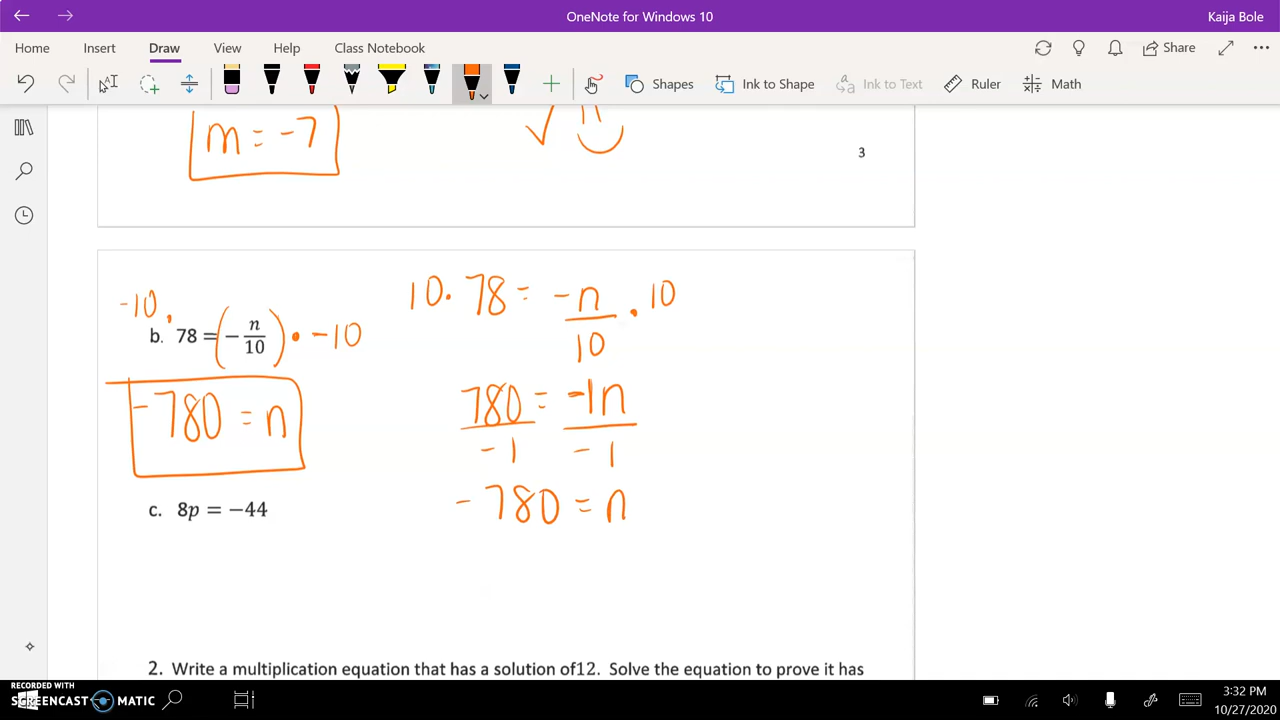 OneNote for Windows 10
Kaija Bole
Home Insert Draw View Help Class Notebook Share
Shapes Ink to Shape Ink to Text Ruler Math
m = -7
√ n
3
-10 ·
b. 78 = (- n/10) · -10
-780 = n
10 · 78 = -n/10 · 10
780/-1 = -1n/-1
-780 = n
c. 8p = −44
2. Write a multiplication equation that has a solution of12. Solve the equation to prove it has
RECORDED WITH
SCREENCAST MATIC
3:32 PM
10/27/2020